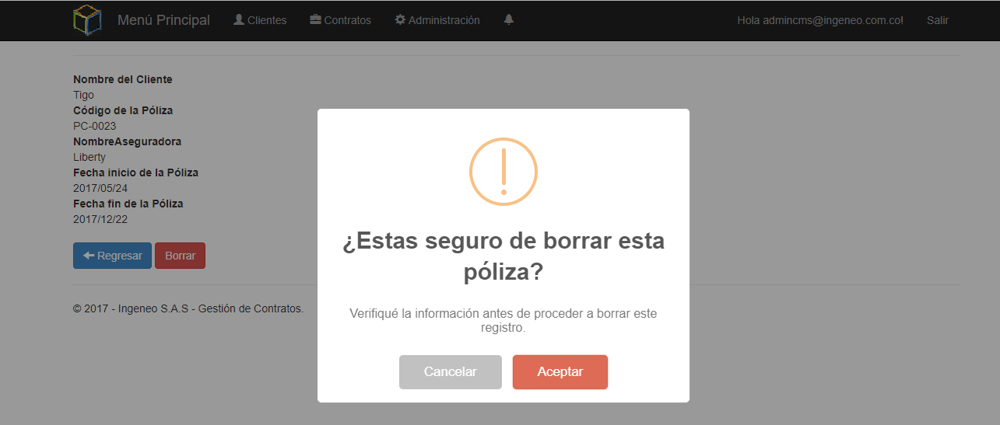 Menú Principal Clientes Contratos Administración Hola admincms@ingeneo.com.co! Salir
Nombre del Cliente
Tigo
Código de la Póliza
PC-0023
NombreAseguradora
Liberty
Fecha inicio de la Póliza
2017/05/24
Fecha fin de la Póliza
2017/12/22
Regresar Borrar
© 2017 - Ingeneo S.A.S - Gestión de Contratos.
¿Estas seguro de borrar esta
póliza?
Verifiqué la información antes de proceder a borrar este
registro.
Cancelar Aceptar